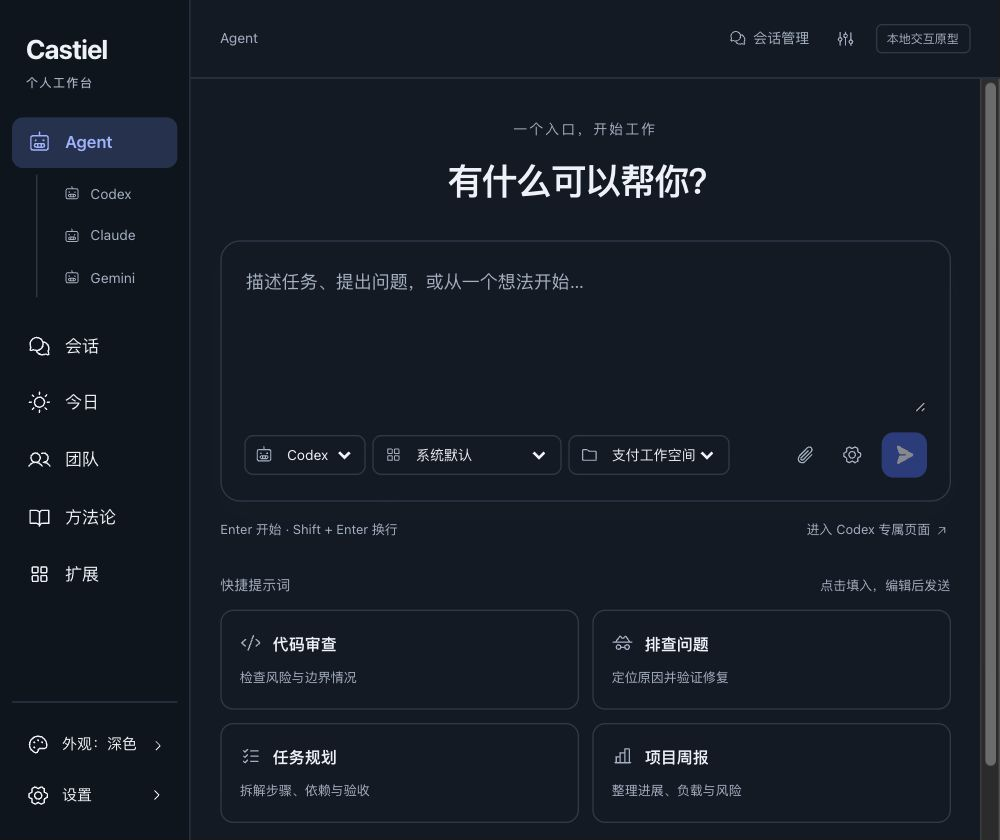 Castiel
个人工作台
Agent
Codex
Claude
Gemini
会话
今日
团队
方法论
扩展
外观：深色
设置
Agent
会话管理
本地交互原型
一个入口，开始工作
有什么可以帮你?
描述任务、提出问题，或从一个想法开始...
Codex
系统默认
支付工作空间
Enter 开始 · Shift + Enter 换行
进入 Codex 专属页面 ↗
快捷提示词
点击填入，编辑后发送
代码审查
检查风险与边界情况
排查问题
定位原因并验证修复
任务规划
拆解步骤、依赖与验收
项目周报
整理进展、负载与风险